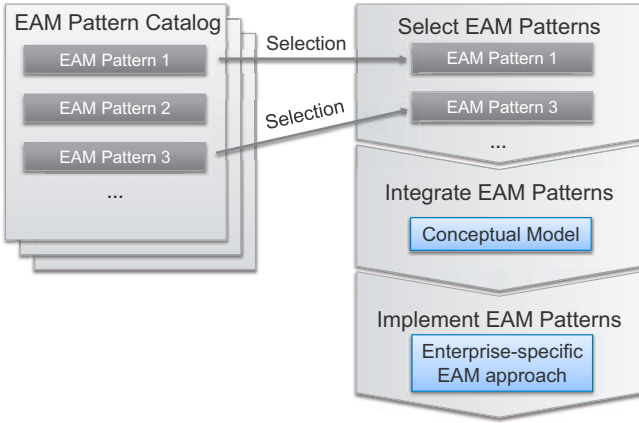 EAM Pattern Catalog
EAM Pattern 1
EAM Pattern 2
EAM Pattern 3
...
Selection
Selection
Select EAM Patterns
EAM Pattern 1
EAM Pattern 3
...
Integrate EAM Patterns
Conceptual Model
Implement EAM Patterns
Enterprise-specific
EAM approach